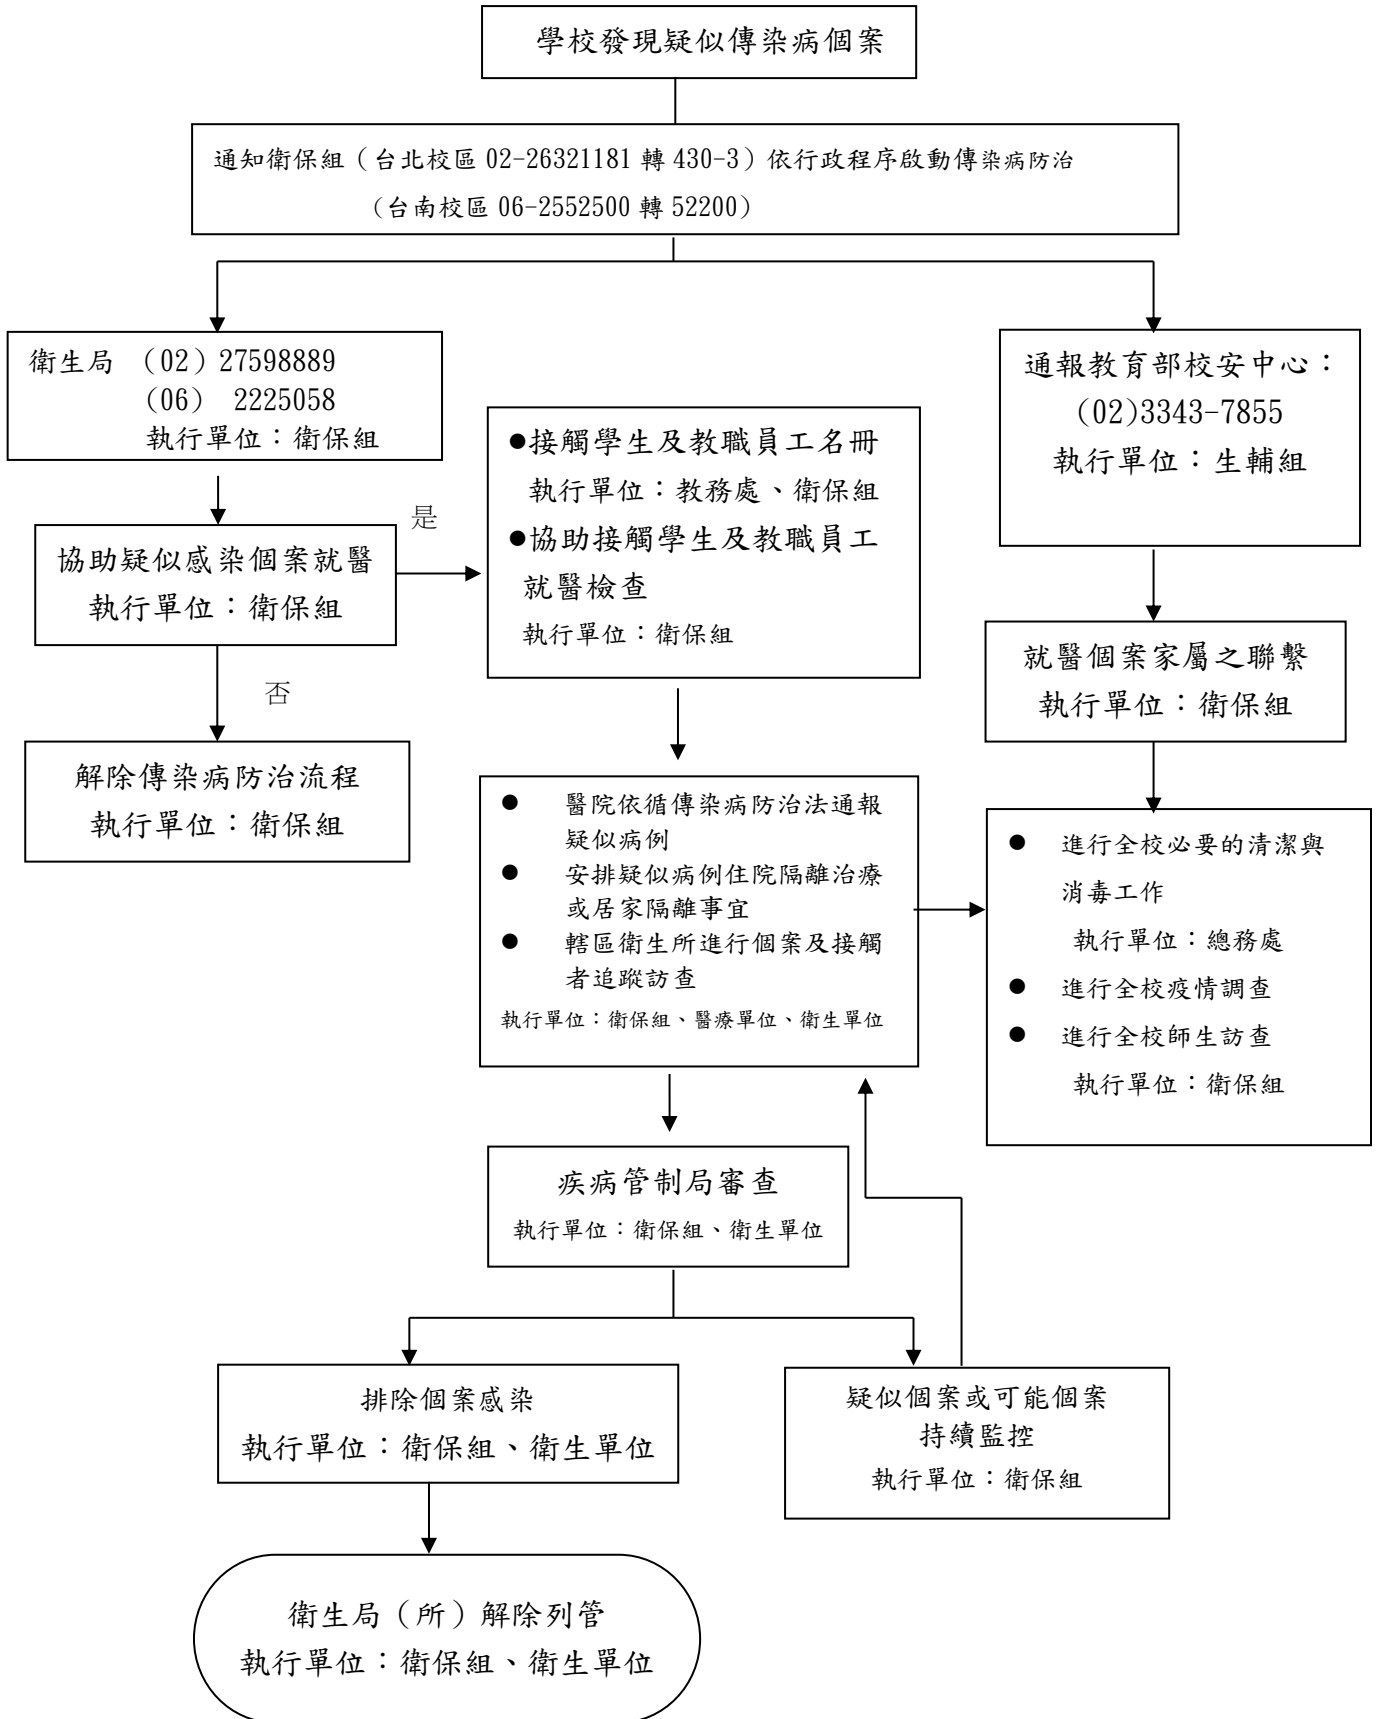 學校發現疑似傳染病個案
通知衛保組（台北校區 02-26321181 轉 430-3）依行政程序啟動傳染病防治
（台南校區 06-2552500 轉 52200）
衛生局 （02）27598889
（06） 2225058
執行單位：衛保組
通報教育部校安中心：
(02)3343-7855
執行單位：生輔組
●接觸學生及教職員工名冊
執行單位：教務處、衛保組
●協助接觸學生及教職員工
就醫檢查
執行單位：衛保組
是
協助疑似感染個案就醫
執行單位：衛保組
否
解除傳染病防治流程
執行單位：衛保組
就醫個案家屬之聯繫
執行單位：衛保組
● 醫院依循傳染病防治法通報
疑似病例
● 安排疑似病例住院隔離治療
或居家隔離事宜
● 轄區衛生所進行個案及接觸
者追蹤訪查
執行單位：衛保組、醫療單位、衛生單位
● 進行全校必要的清潔與
消毒工作
執行單位：總務處
● 進行全校疫情調查
● 進行全校師生訪查
執行單位：衛保組
疾病管制局審查
執行單位：衛保組、衛生單位
排除個案感染
執行單位：衛保組、衛生單位
疑似個案或可能個案
持續監控
執行單位：衛保組
衛生局（所）解除列管
執行單位：衛保組、衛生單位